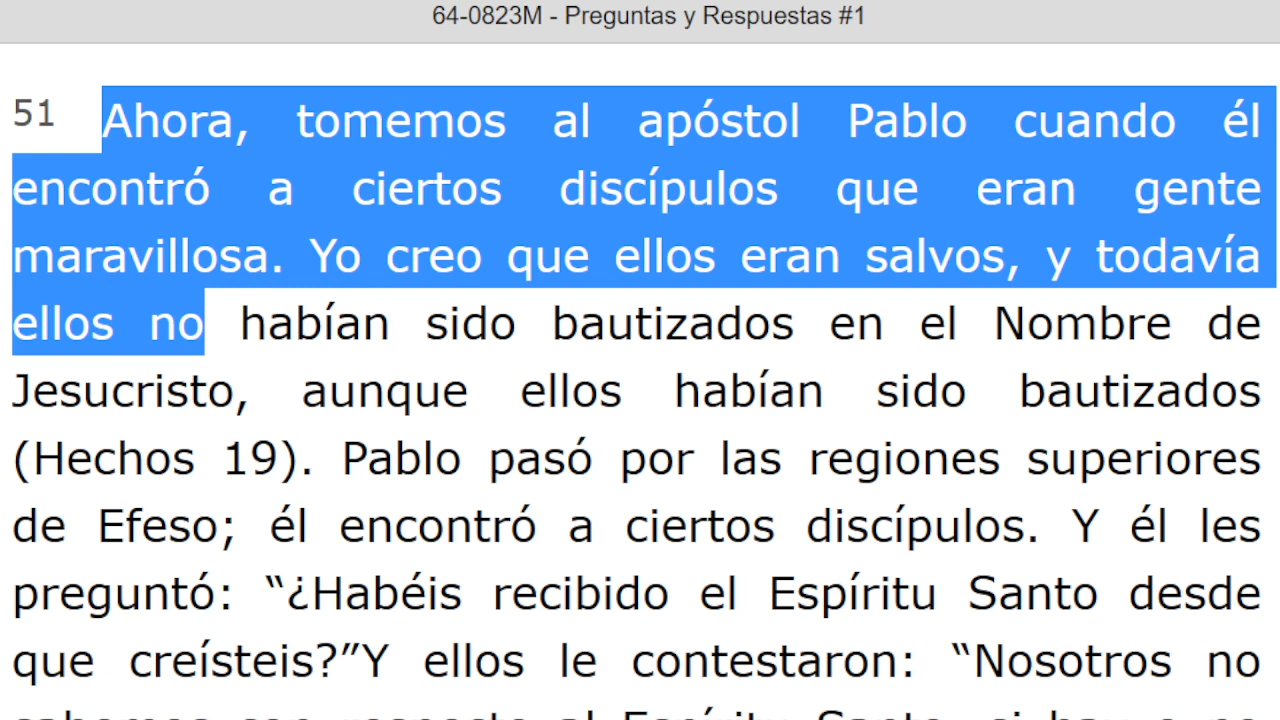 64-0823M - Preguntas y Respuestas #1
51 Ahora, tomemos al apóstol Pablo cuando él
encontró a ciertos discípulos que eran gente
maravillosa. Yo creo que ellos eran salvos, y todavía
ellos no habían sido bautizados en el Nombre de
Jesucristo, aunque ellos habían sido bautizados
(Hechos 19). Pablo pasó por las regiones superiores
de Efeso; él encontró a ciertos discípulos. Y él les
preguntó: “¿Habéis recibido el Espíritu Santo desde
que creísteis?”Y ellos le contestaron: “Nosotros no